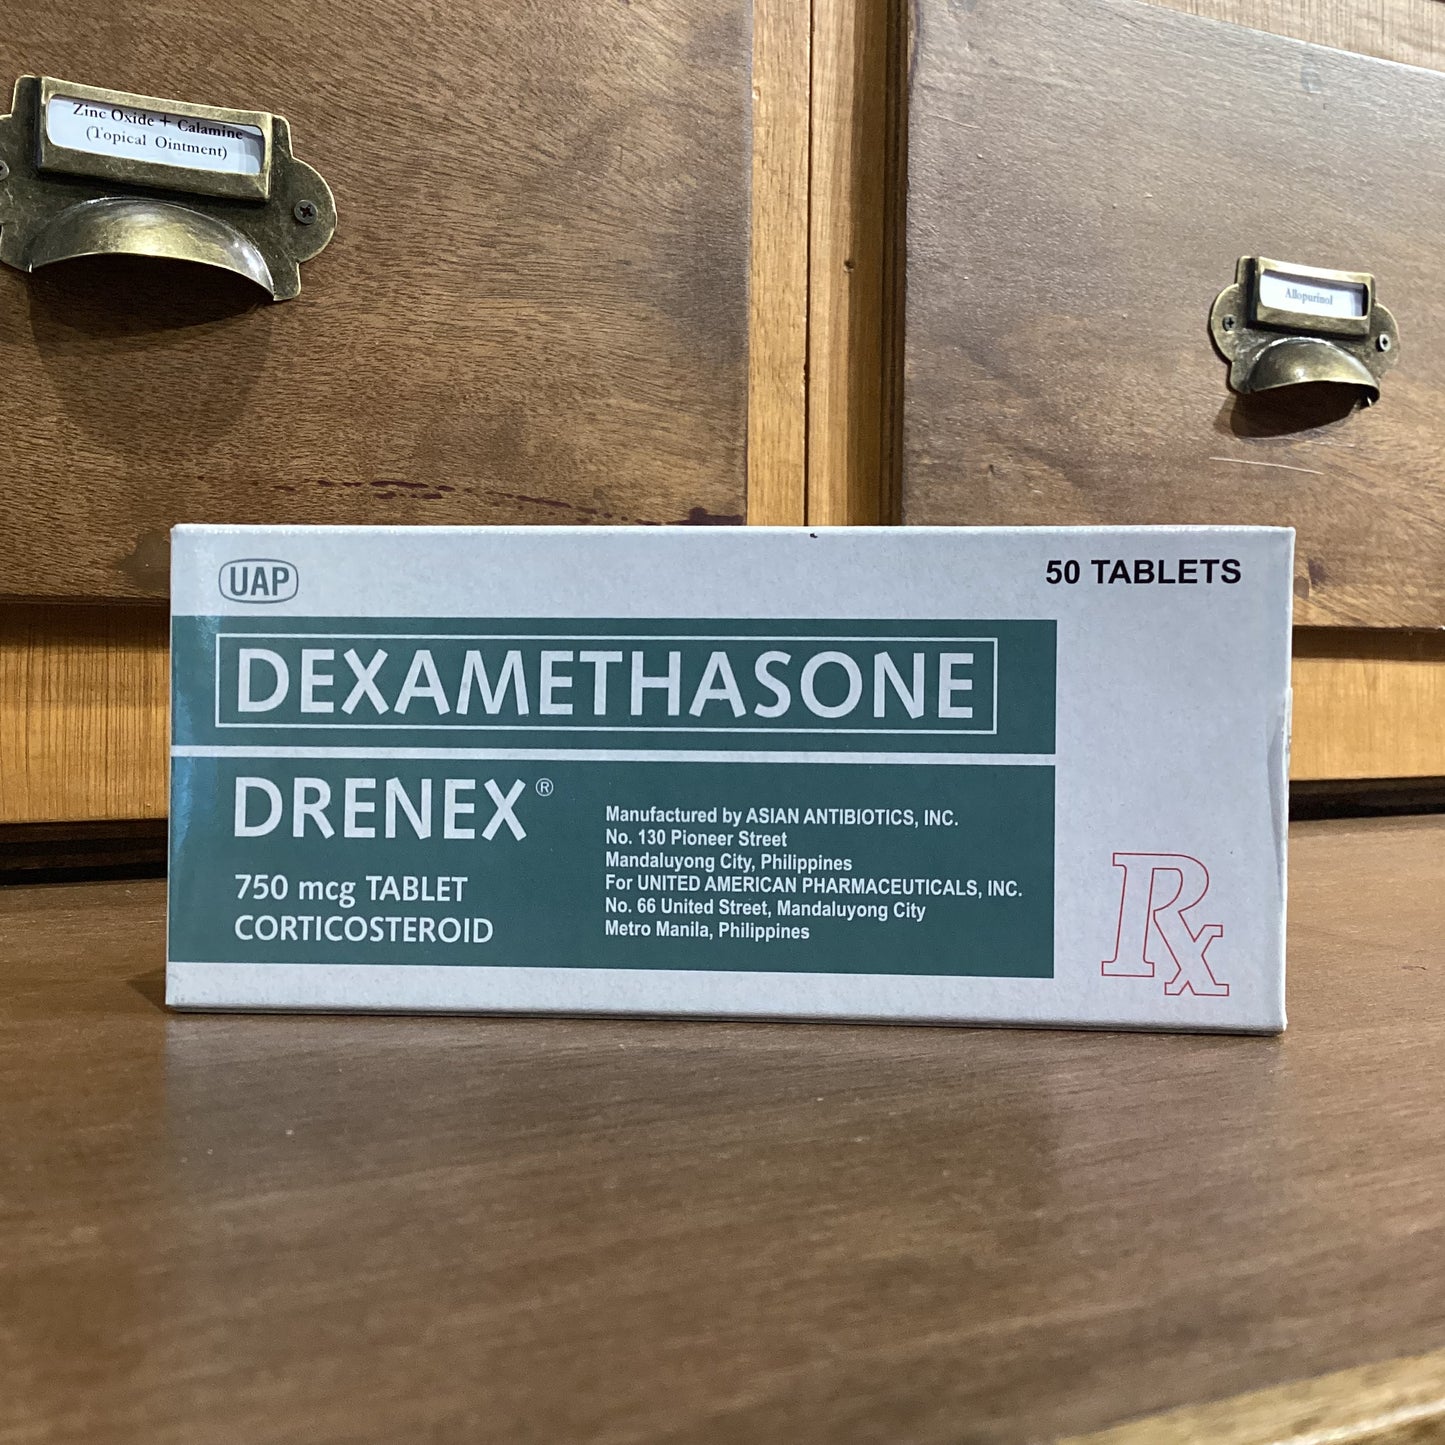 Zinc Oxide + Calamine
(Topical Ointment)
Allopurinol
UAP
50 TABLETS
DEXAMETHASONE
DRENEX®
750 mcg TABLET
CORTICOSTEROID
Manufactured by ASIAN ANTIBIOTICS, INC.
No. 130 Pioneer Street
Mandaluyong City, Philippines
For UNITED AMERICAN PHARMACEUTICALS, INC.
No. 66 United Street, Mandaluyong City
Metro Manila, Philippines
Rx